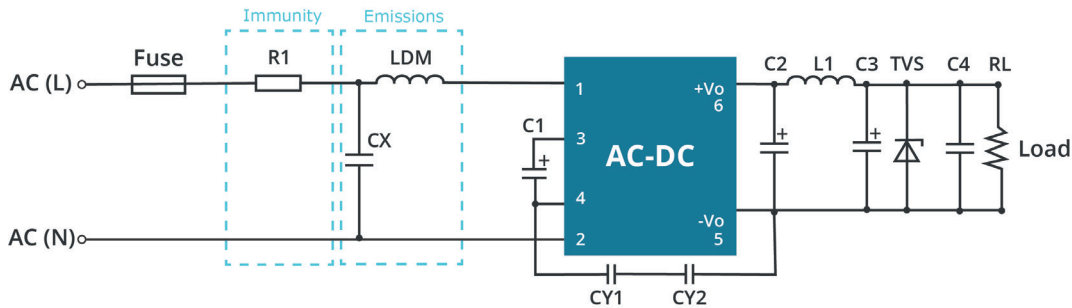 Immunity
Emissions
Fuse
R1
LDM
C2
L1
C3
TVS
C4
RL
AC (L)
1
+Vo
6
C1
+
3
+
+
CX
AC-DC
Load
4
-Vo
5
AC (N)
2
CY1
CY2